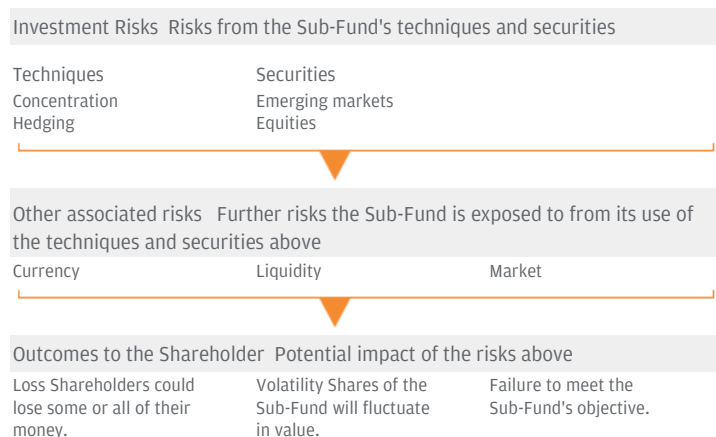 Investment Risks Risks from the Sub-Fund's techniques and securities
Techniques
Concentration
Hedging
Securities
Emerging markets
Equities
Other associated risks Further risks the Sub-Fund is exposed to from its use of
the techniques and securities above
Currency
Liquidity
Market
Outcomes to the Shareholder Potential impact of the risks above
Loss Shareholders could
lose some or all of their
money.
Volatility Shares of the
Sub-Fund will fluctuate
in value.
Failure to meet the
Sub-Fund's objective.